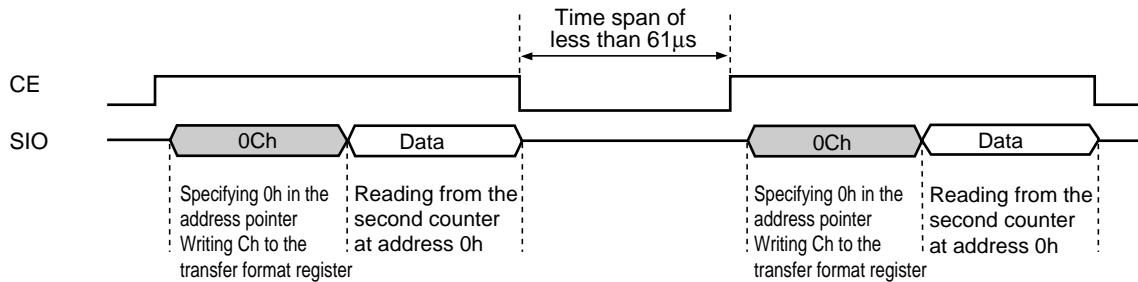 Time span of
less than 61μs
CE
SIO
0Ch
Data
0Ch
Data
Specifying 0h in the
address pointer
Writing Ch to the
transfer format register
Reading from the
second counter
at address 0h
Specifying 0h in the
address pointer
Writing Ch to the
transfer format register
Reading from the
second counter
at address 0h